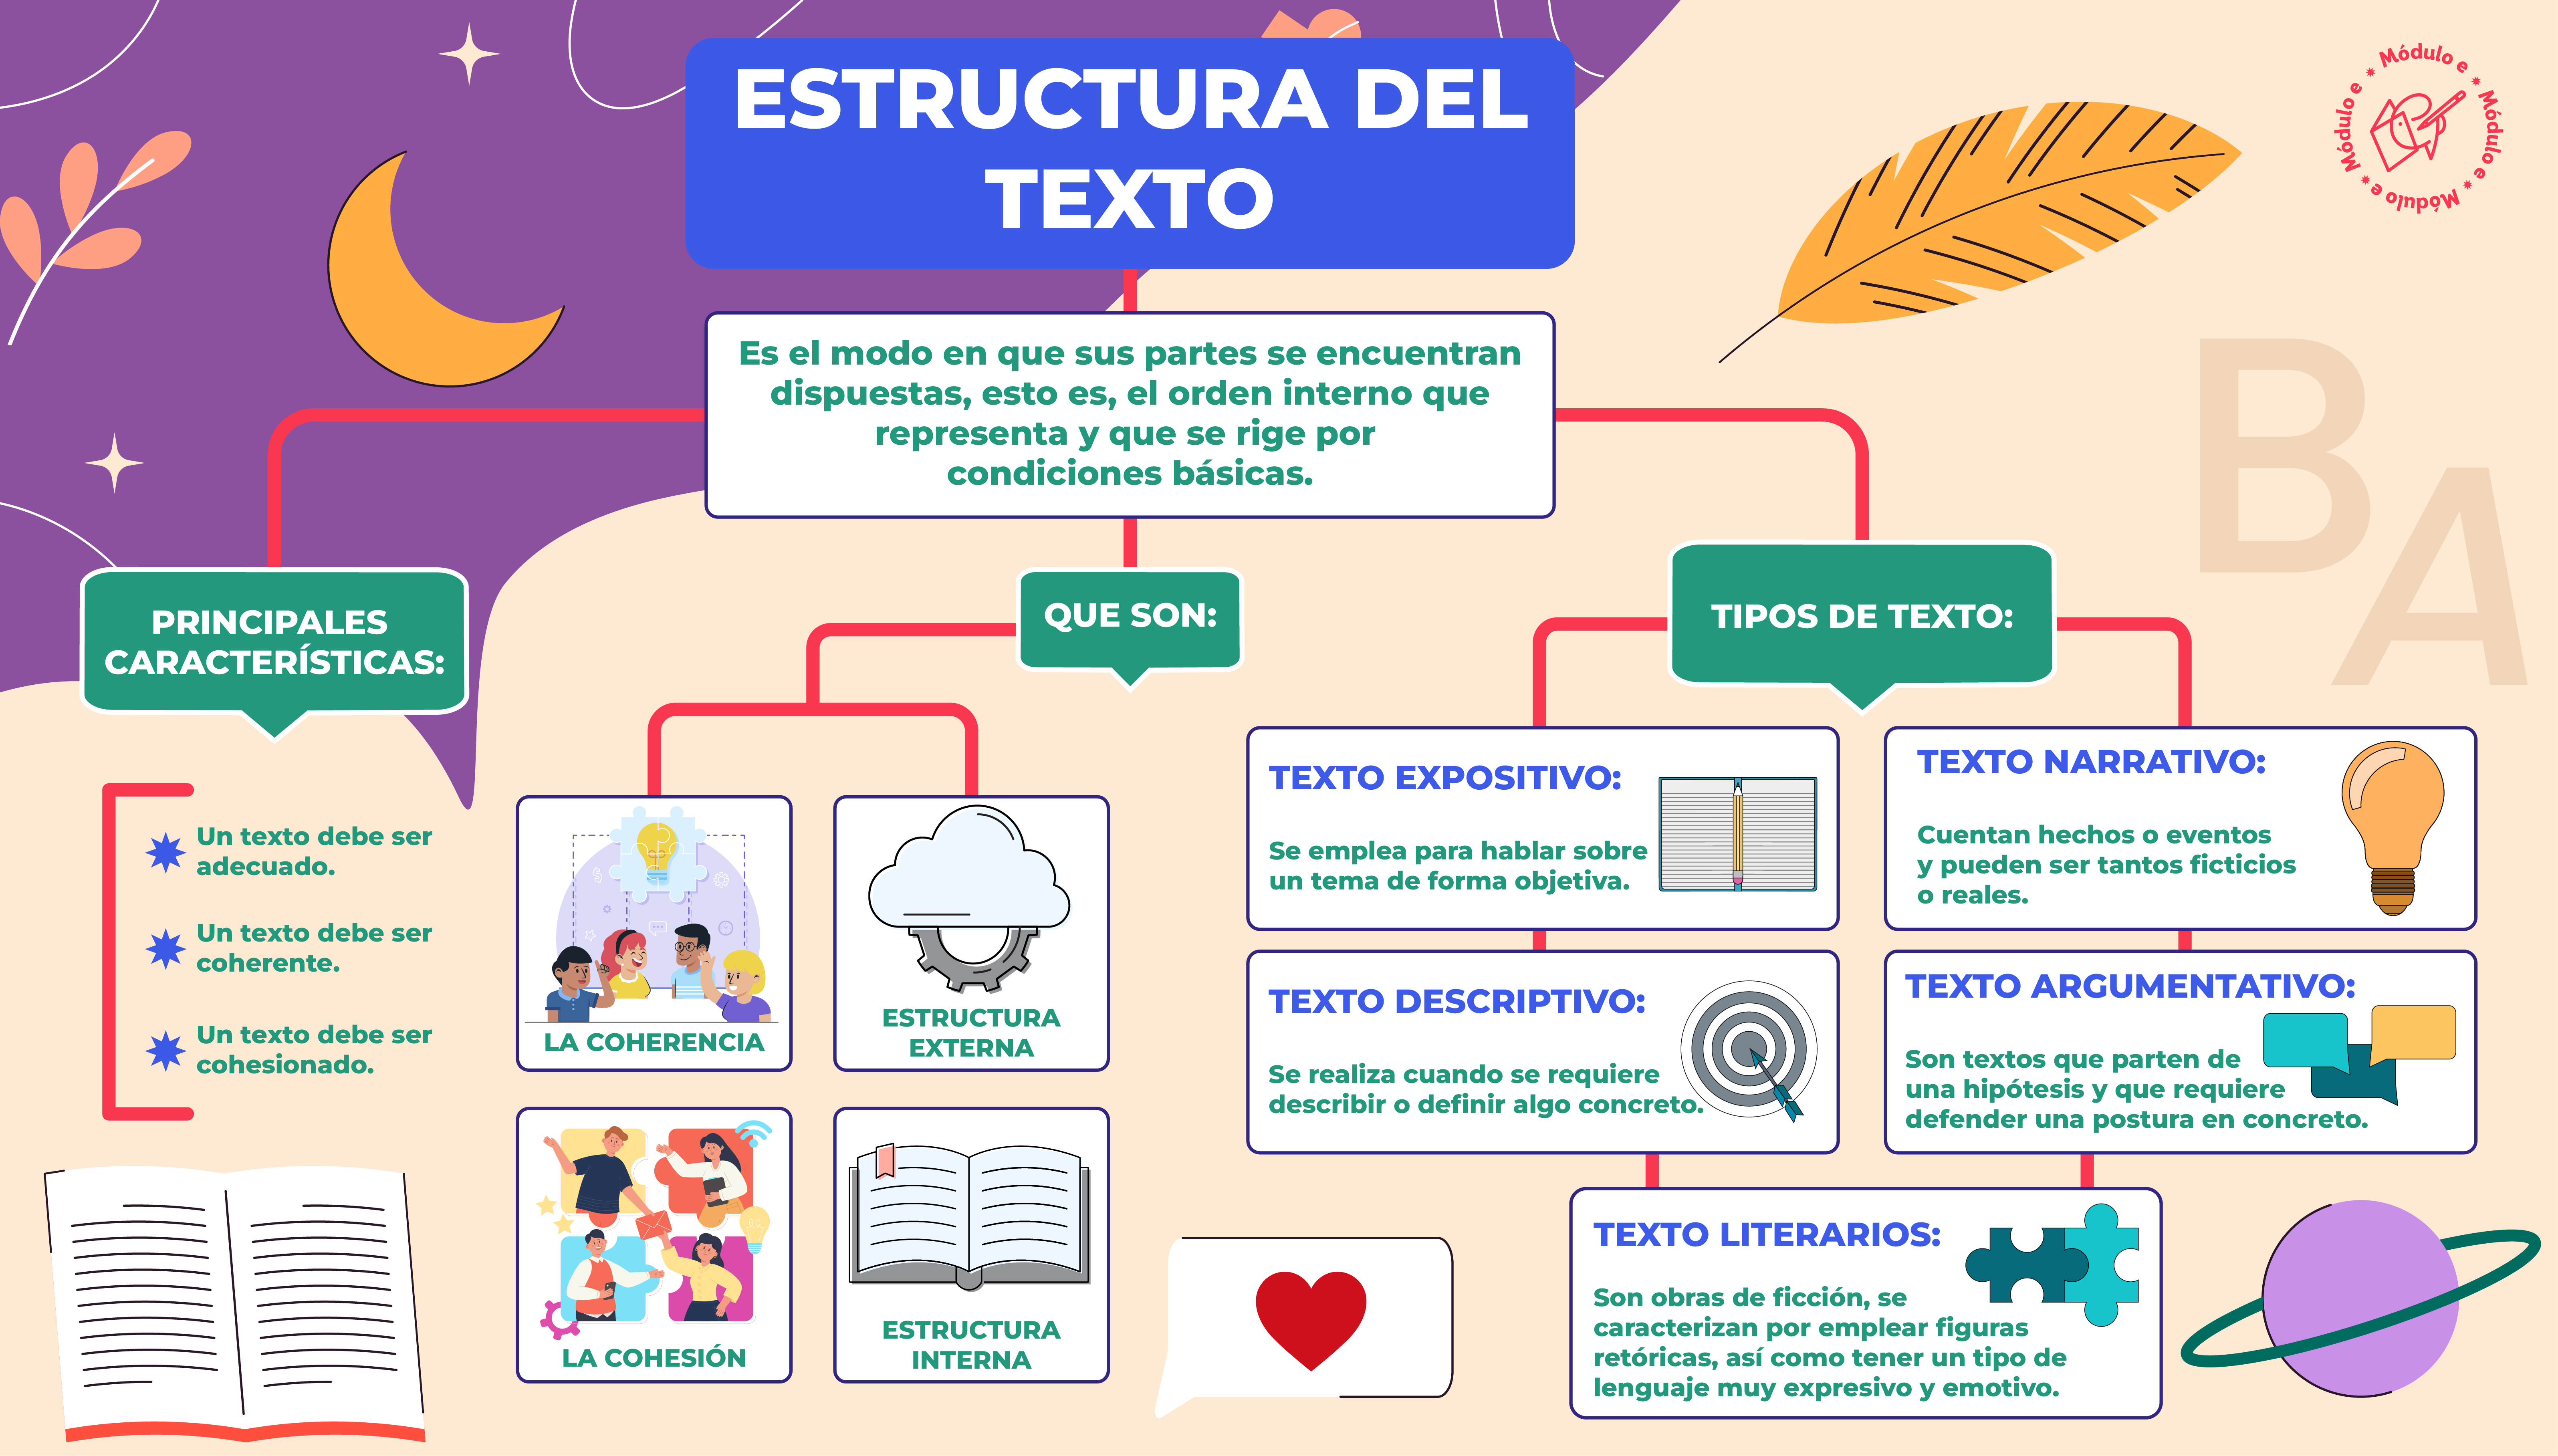 ESTRUCTURA DEL
TEXTO
Módulo e * Módulo e * Módulo e * Módulo e *
Es el modo en que sus partes se encuentran
dispuestas, esto es, el orden interno que
representa y que se rige por
condiciones básicas.
B
A
PRINCIPALES
CARACTERÍSTICAS:
Un texto debe ser
adecuado.
Un texto debe ser
coherente.
Un texto debe ser
cohesionado.
QUE SON:
LA COHERENCIA
ESTRUCTURA
EXTERNA
LA COHESIÓN
ESTRUCTURA
INTERNA
TIPOS DE TEXTO:
TEXTO EXPOSITIVO:
Se emplea para hablar sobre
un tema de forma objetiva.
TEXTO NARRATIVO:
Cuentan hechos o eventos
y pueden ser tantos ficticios
o reales.
TEXTO DESCRIPTIVO:
Se realiza cuando se requiere
describir o definir algo concreto.
TEXTO ARGUMENTATIVO:
Son textos que parten de
una hipótesis y que requiere
defender una postura en concreto.
TEXTO LITERARIOS:
Son obras de ficción, se
caracterizan por emplear figuras
retóricas, así como tener un tipo de
lenguaje muy expresivo y emotivo.